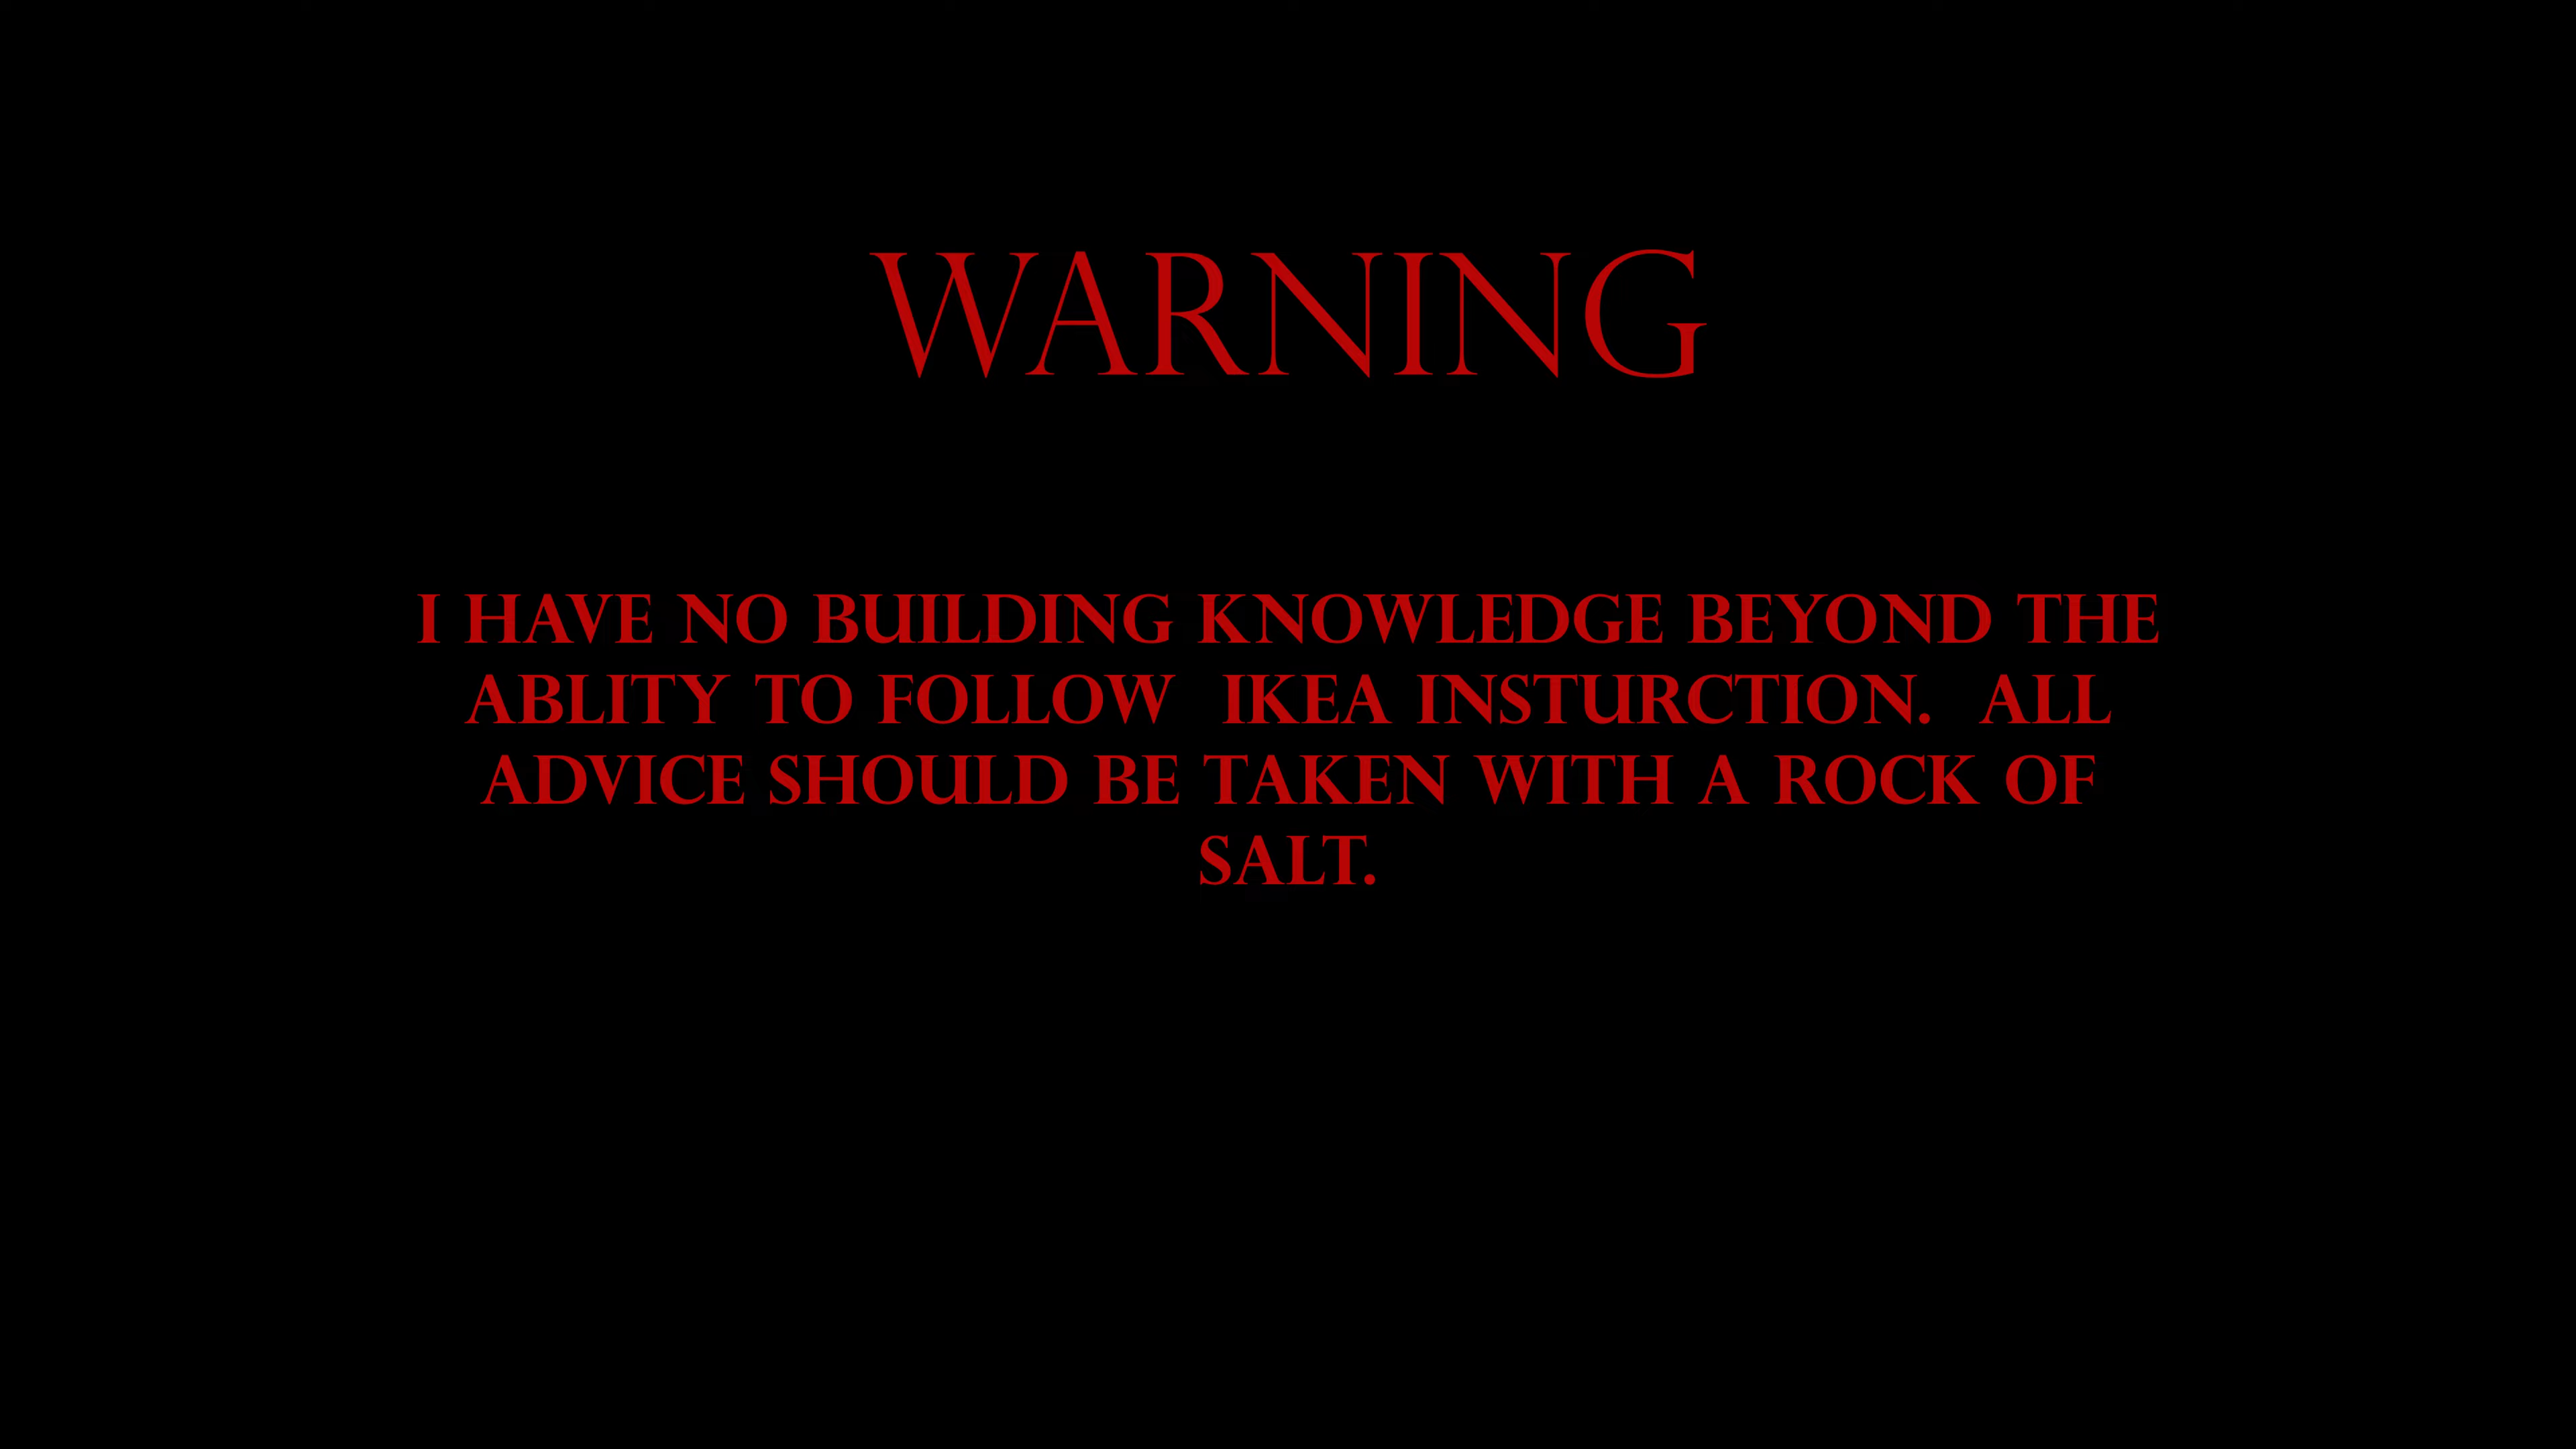 WARNING
I HAVE NO BUILDING KNOWLEDGE BEYOND THE
ABLITY TO FOLLOW  IKEA INSTURCTION.  ALL
ADVICE SHOULD BE TAKEN WITH A ROCK OF
SALT.